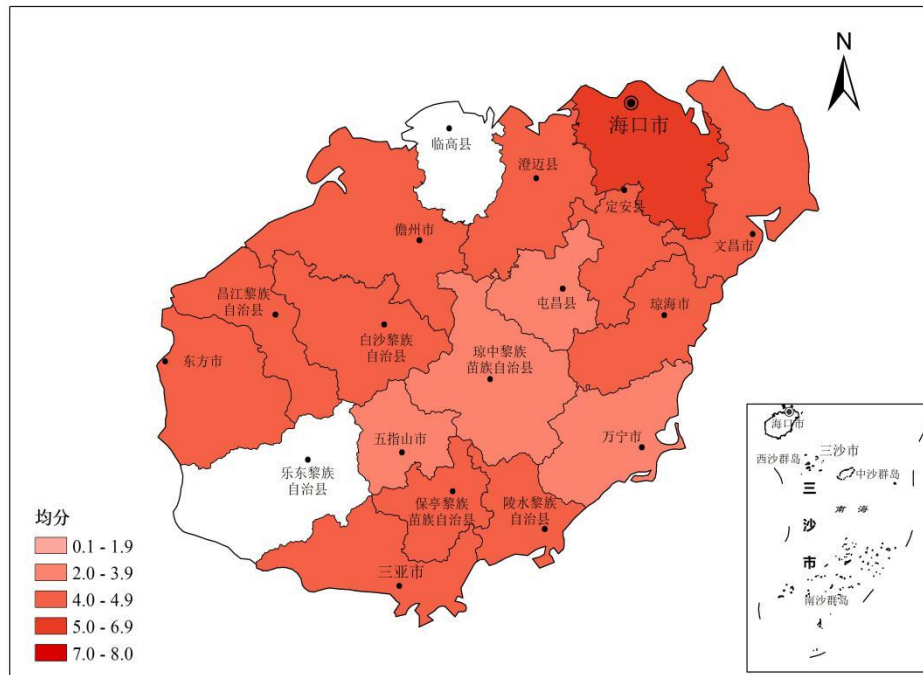 N
海口市
临高县
澄迈县
定安县
儋州市
文昌市
昌江黎族
自治县
屯昌县
琼海市
白沙黎族
自治县
东方市
琼中黎族
苗族自治县
五指山市
万宁市
乐东黎族
自治县
保亭黎族
苗族自治县
陵水黎族
自治县
三亚市
均分
0.1 - 1.9
2.0 - 3.9
4.0 - 4.9
5.0 - 6.9
7.0 - 8.0
海口市
三沙市
西沙群岛
中沙群岛
三
南 海
沙
市
南沙群岛